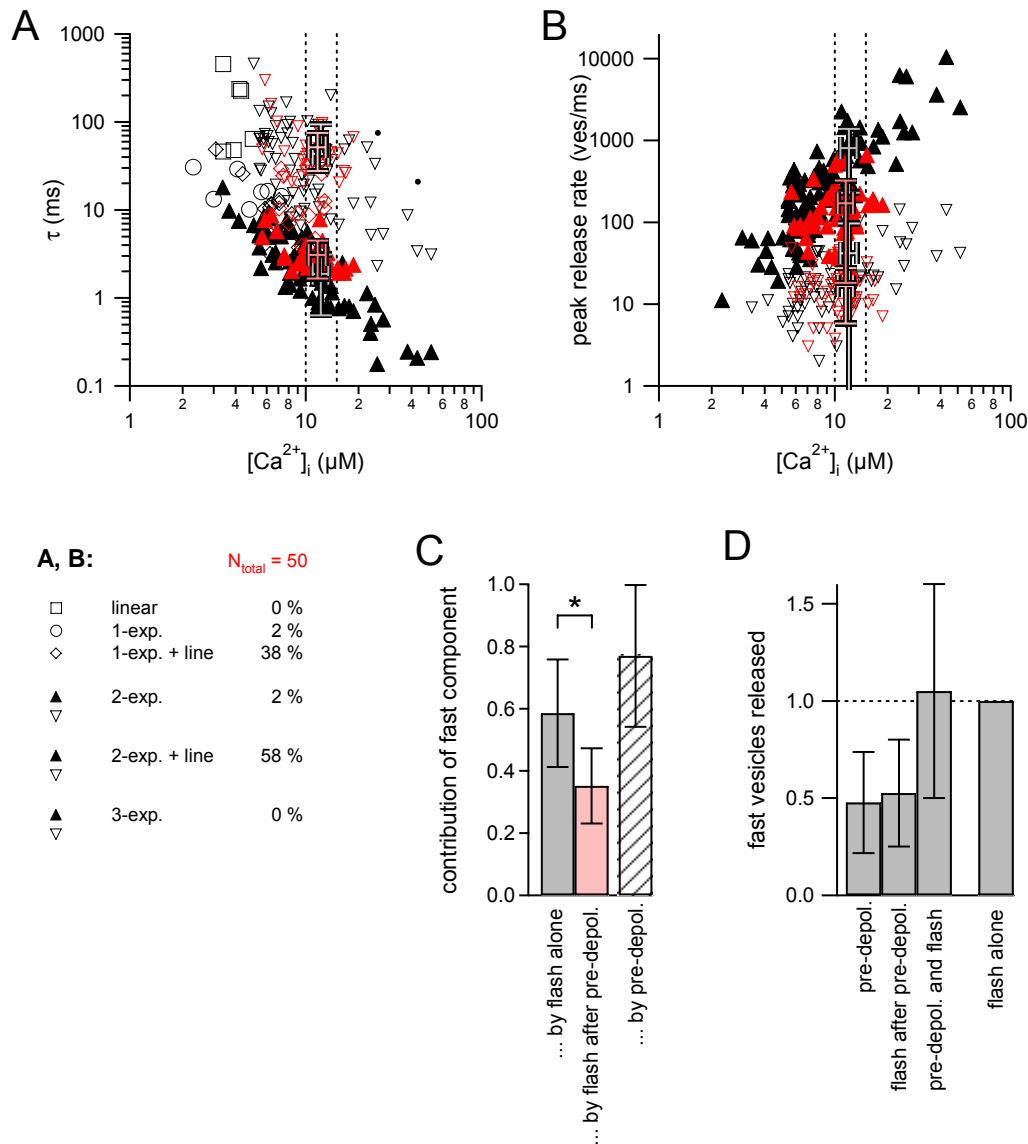 A
B
1000
100
10
1
0.1
τ (ms)
1
2
4
6
8
10
2
4
6
8
100
[Ca2+]i (µM)
10000
1000
100
10
1
peak release rate (ves/ms)
1
2
4
6
8
10
2
4
6
8
100
[Ca2+]i (µM)
A, B:
Ntotal = 50
linear 0 %
1-exp. 2 %
1-exp. + line 38 %
2-exp. 2 %
2-exp. + line 58 %
3-exp. 0 %
C
1.0
0.8
0.6
0.4
0.2
0.0
contribution of fast component
*
... by flash alone
... by flash after pre-depol.
... by pre-depol.
D
1.5
1.0
0.5
0.0
fast vesicles released
pre-depol.
flash after pre-depol.
pre-depol. and flash
flash alone